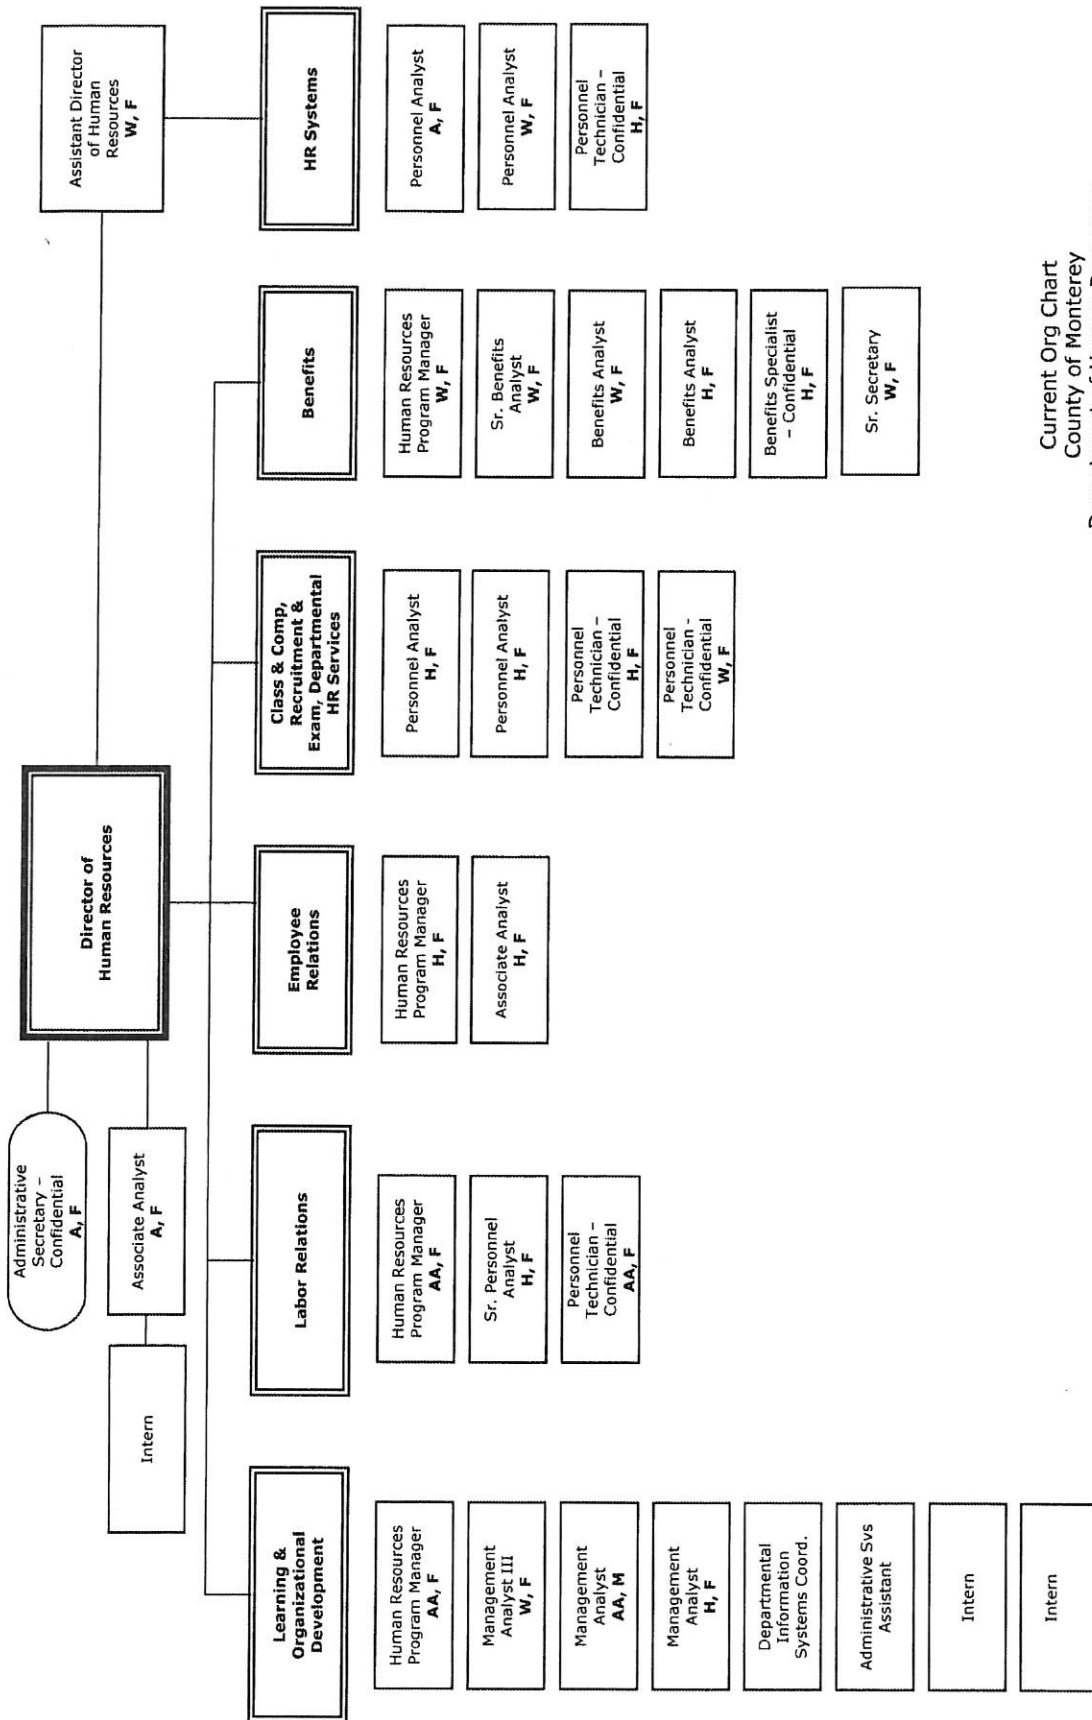 Director of
Human Resources
Administrative
Secretary –
Confidential
A, F
Associate Analyst
A, F
Intern
Assistant Director
of Human
Resources
W, F
Learning &
Organizational
Development
Human Resources
Program Manager
AA, F
Management
Analyst III
W, F
Management
Analyst
AA, M
Management
Analyst
H, F
Departmental
Information
Systems Coord.
Administrative Svs
Assistant
Intern
Intern
Labor Relations
Human Resources
Program Manager
AA, F
Sr. Personnel
Analyst
H, F
Personnel
Technician –
Confidential
AA, F
Employee
Relations
Human Resources
Program Manager
H, F
Associate Analyst
H, F
Class & Comp,
Recruitment &
Exam, Departmental
HR Services
Personnel Analyst
H, F
Personnel Analyst
H, F
Personnel
Technician –
Confidential
H, F
Personnel
Technician -
Confidential
W, F
Benefits
Human Resources
Program Manager
W, F
Sr. Benefits
Analyst
W, F
Benefits Analyst
W, F
Benefits Analyst
H, F
Benefits Specialist
– Confidential
H, F
Sr. Secretary
W, F
HR Systems
Personnel Analyst
A, F
Personnel Analyst
W, F
Personnel
Technician –
Confidential
H, F
Current Org Chart
County of Monterey